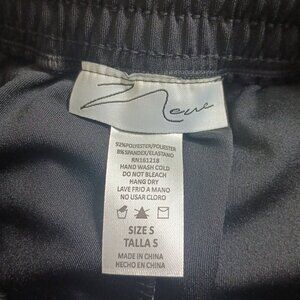 92%POLYESTER/POLIESTER
8%SPANDEX/ELASTANO
RN161218
HAND WASH COLD
DO NOT BLEACH
HANG DRY
LAVE FRIO A MANO
NO USAR CLORO
SIZE S
TALLA S
MADE IN CHINA
HECHO EN CHINA